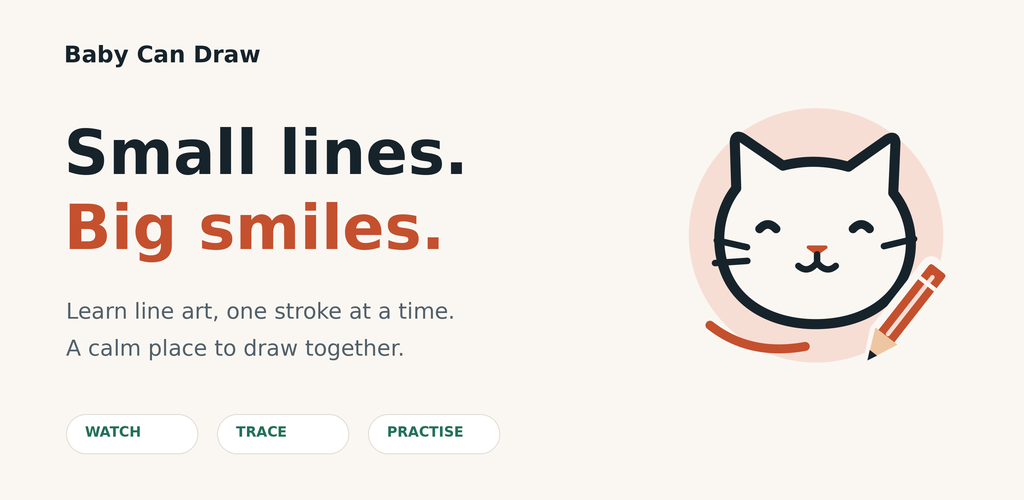 Baby Can Draw
Small lines.
Big smiles.
Learn line art, one stroke at a time.
A calm place to draw together.
WATCH
TRACE
PRACTISE